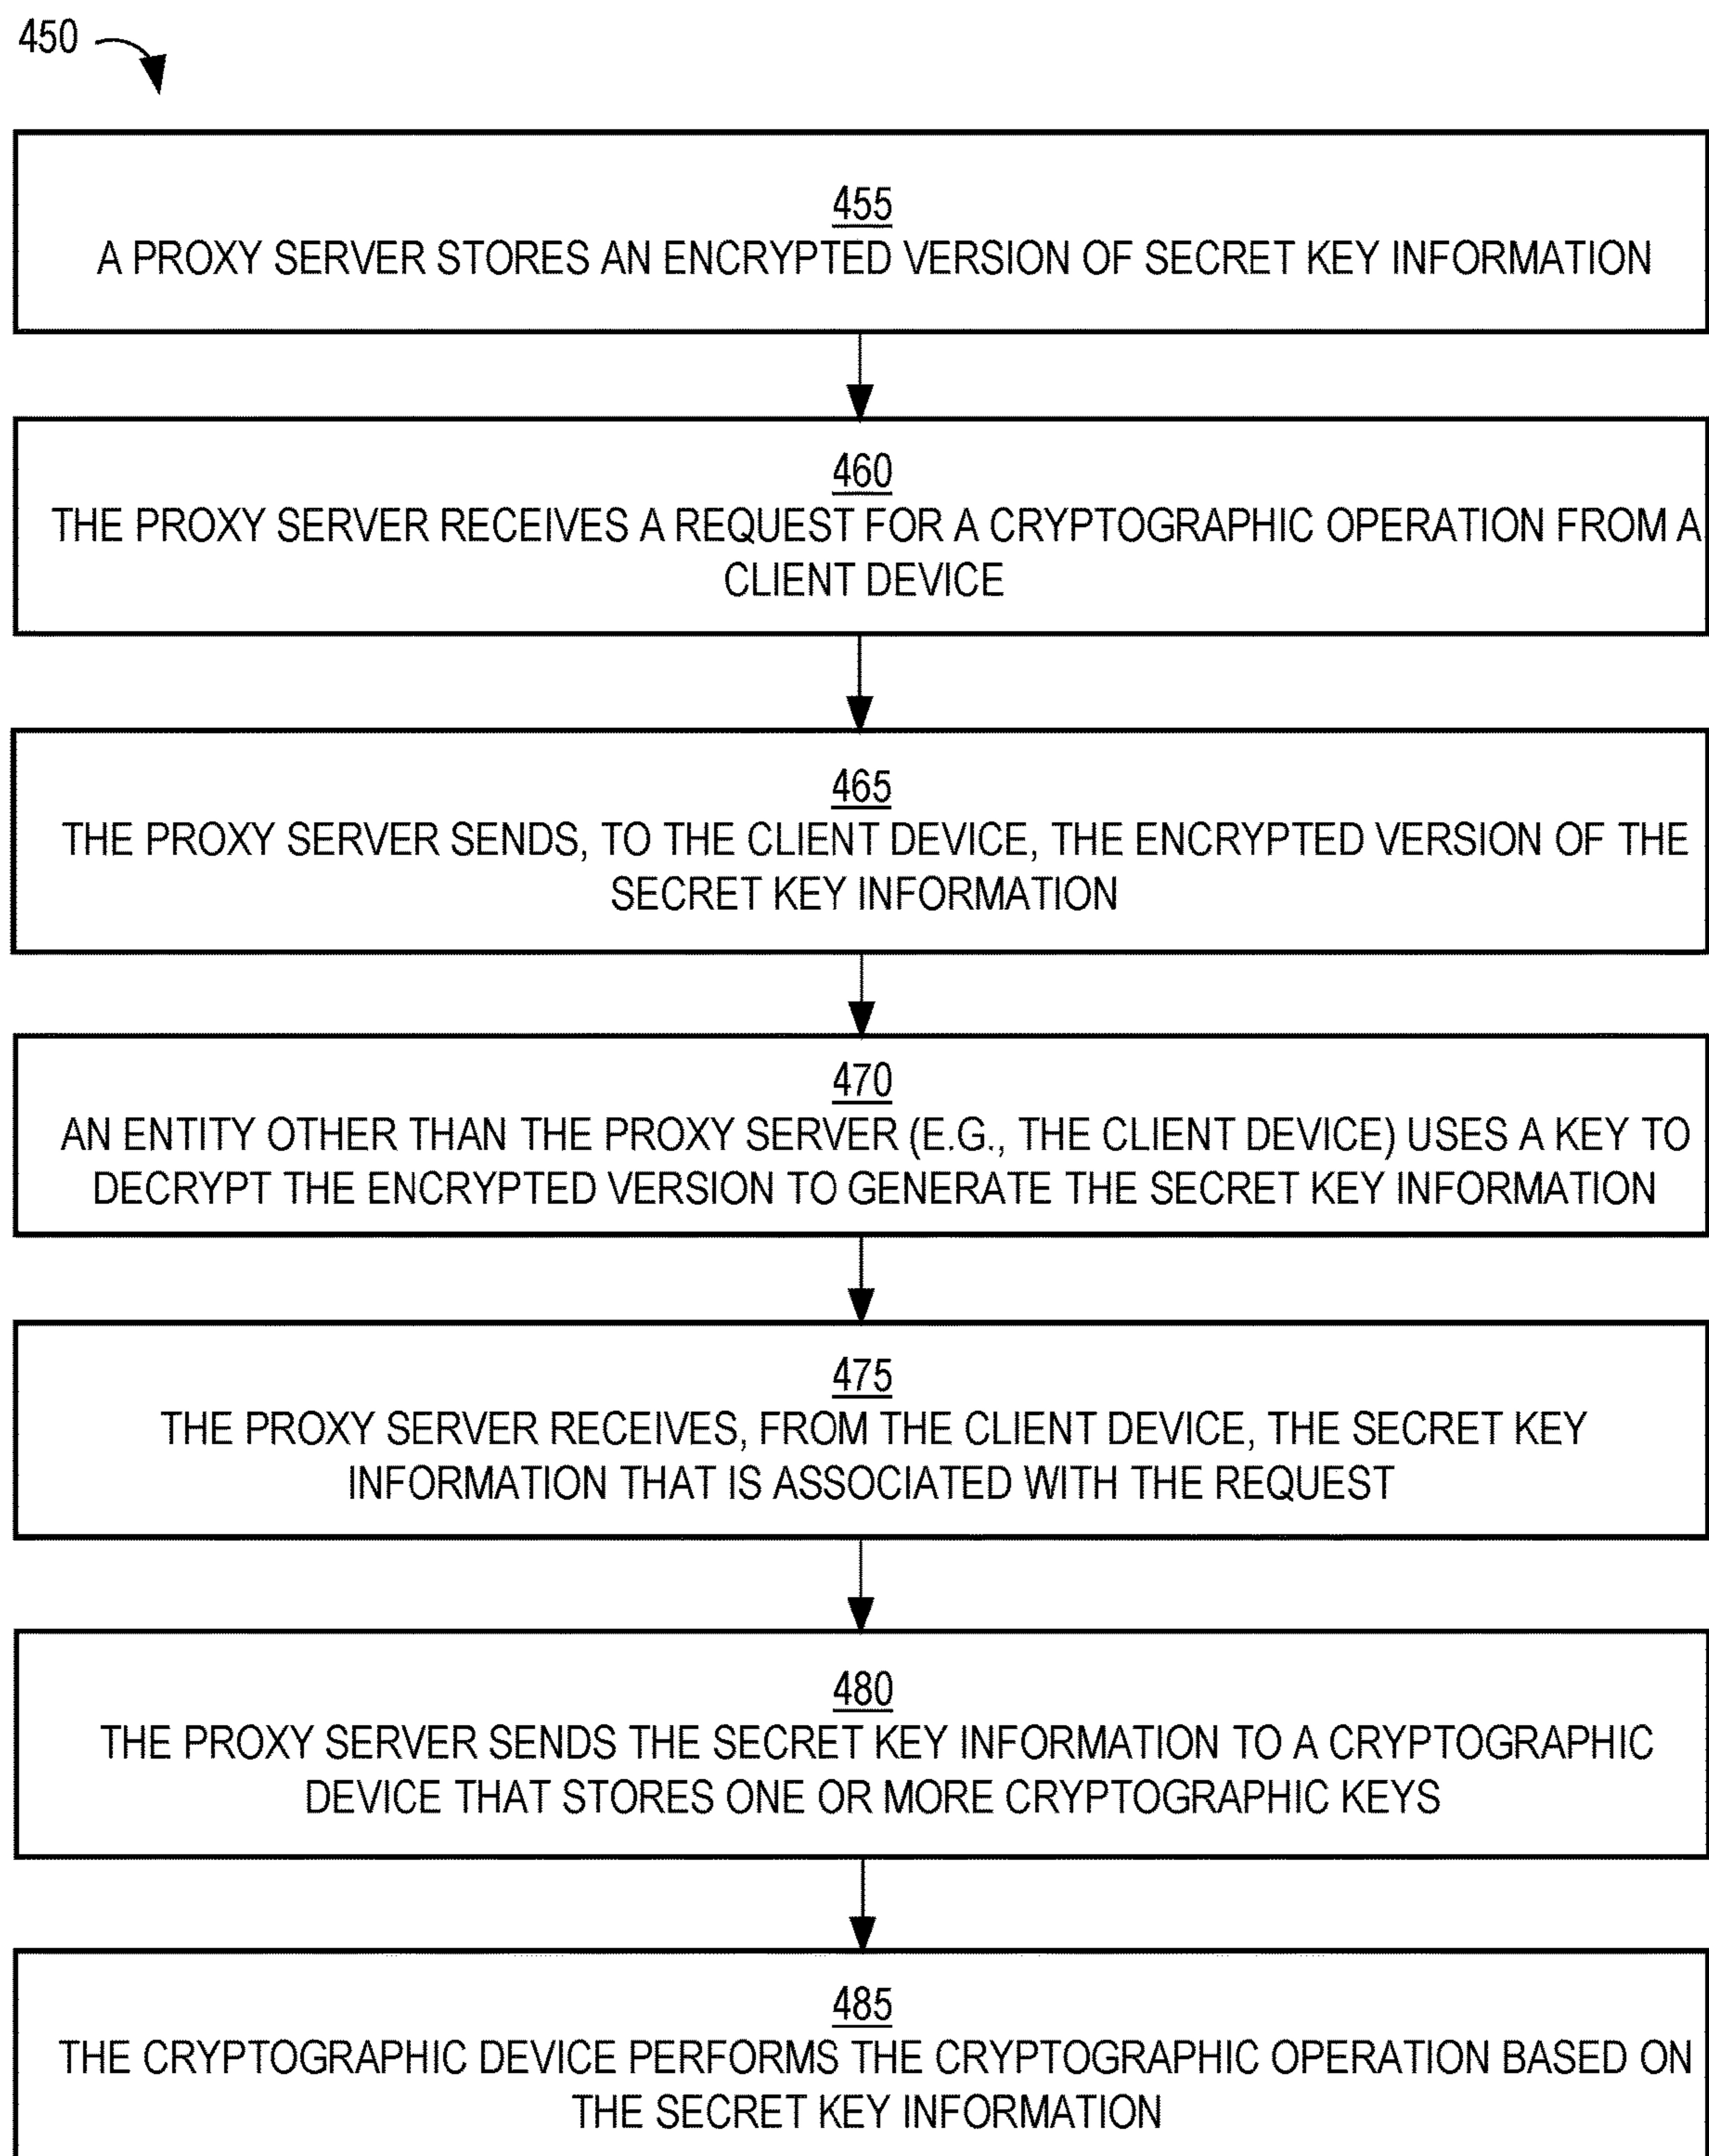 450
455
A PROXY SERVER STORES AN ENCRYPTED VERSION OF SECRET KEY INFORMATION
460
THE PROXY SERVER RECEIVES A REQUEST FOR A CRYPTOGRAPHIC OPERATION FROM A
CLIENT DEVICE
465
THE PROXY SERVER SENDS, TO THE CLIENT DEVICE, THE ENCRYPTED VERSION OF THE
SECRET KEY INFORMATION
470
AN ENTITY OTHER THAN THE PROXY SERVER (E.G., THE CLIENT DEVICE) USES A KEY TO
DECRYPT THE ENCRYPTED VERSION TO GENERATE THE SECRET KEY INFORMATION
475
THE PROXY SERVER RECEIVES, FROM THE CLIENT DEVICE, THE SECRET KEY
INFORMATION THAT IS ASSOCIATED WITH THE REQUEST
480
THE PROXY SERVER SENDS THE SECRET KEY INFORMATION TO A CRYPTOGRAPHIC
DEVICE THAT STORES ONE OR MORE CRYPTOGRAPHIC KEYS
485
THE CRYPTOGRAPHIC DEVICE PERFORMS THE CRYPTOGRAPHIC OPERATION BASED ON
THE SECRET KEY INFORMATION